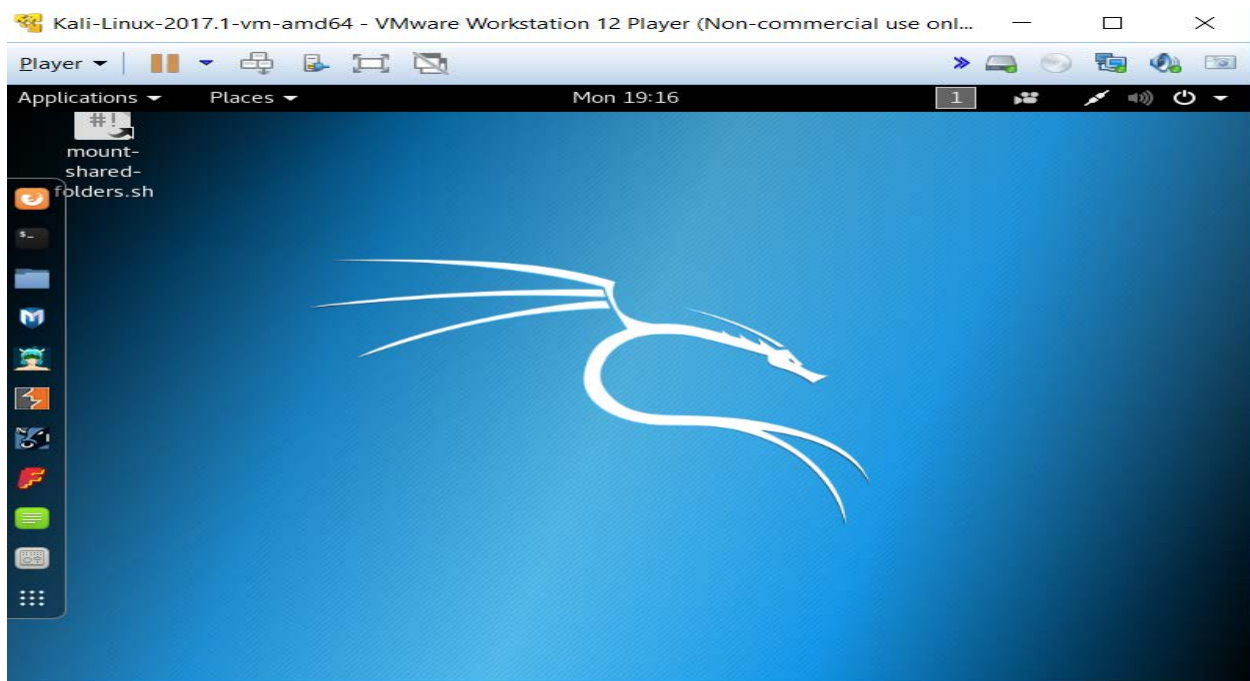 Kali-Linux-2017.1-vm-amd64 - VMware Workstation 12 Player (Non-commercial use onl...
Player
Applications Places Mon 19:16 1
#!
mount-
shared-
folders.sh
$_